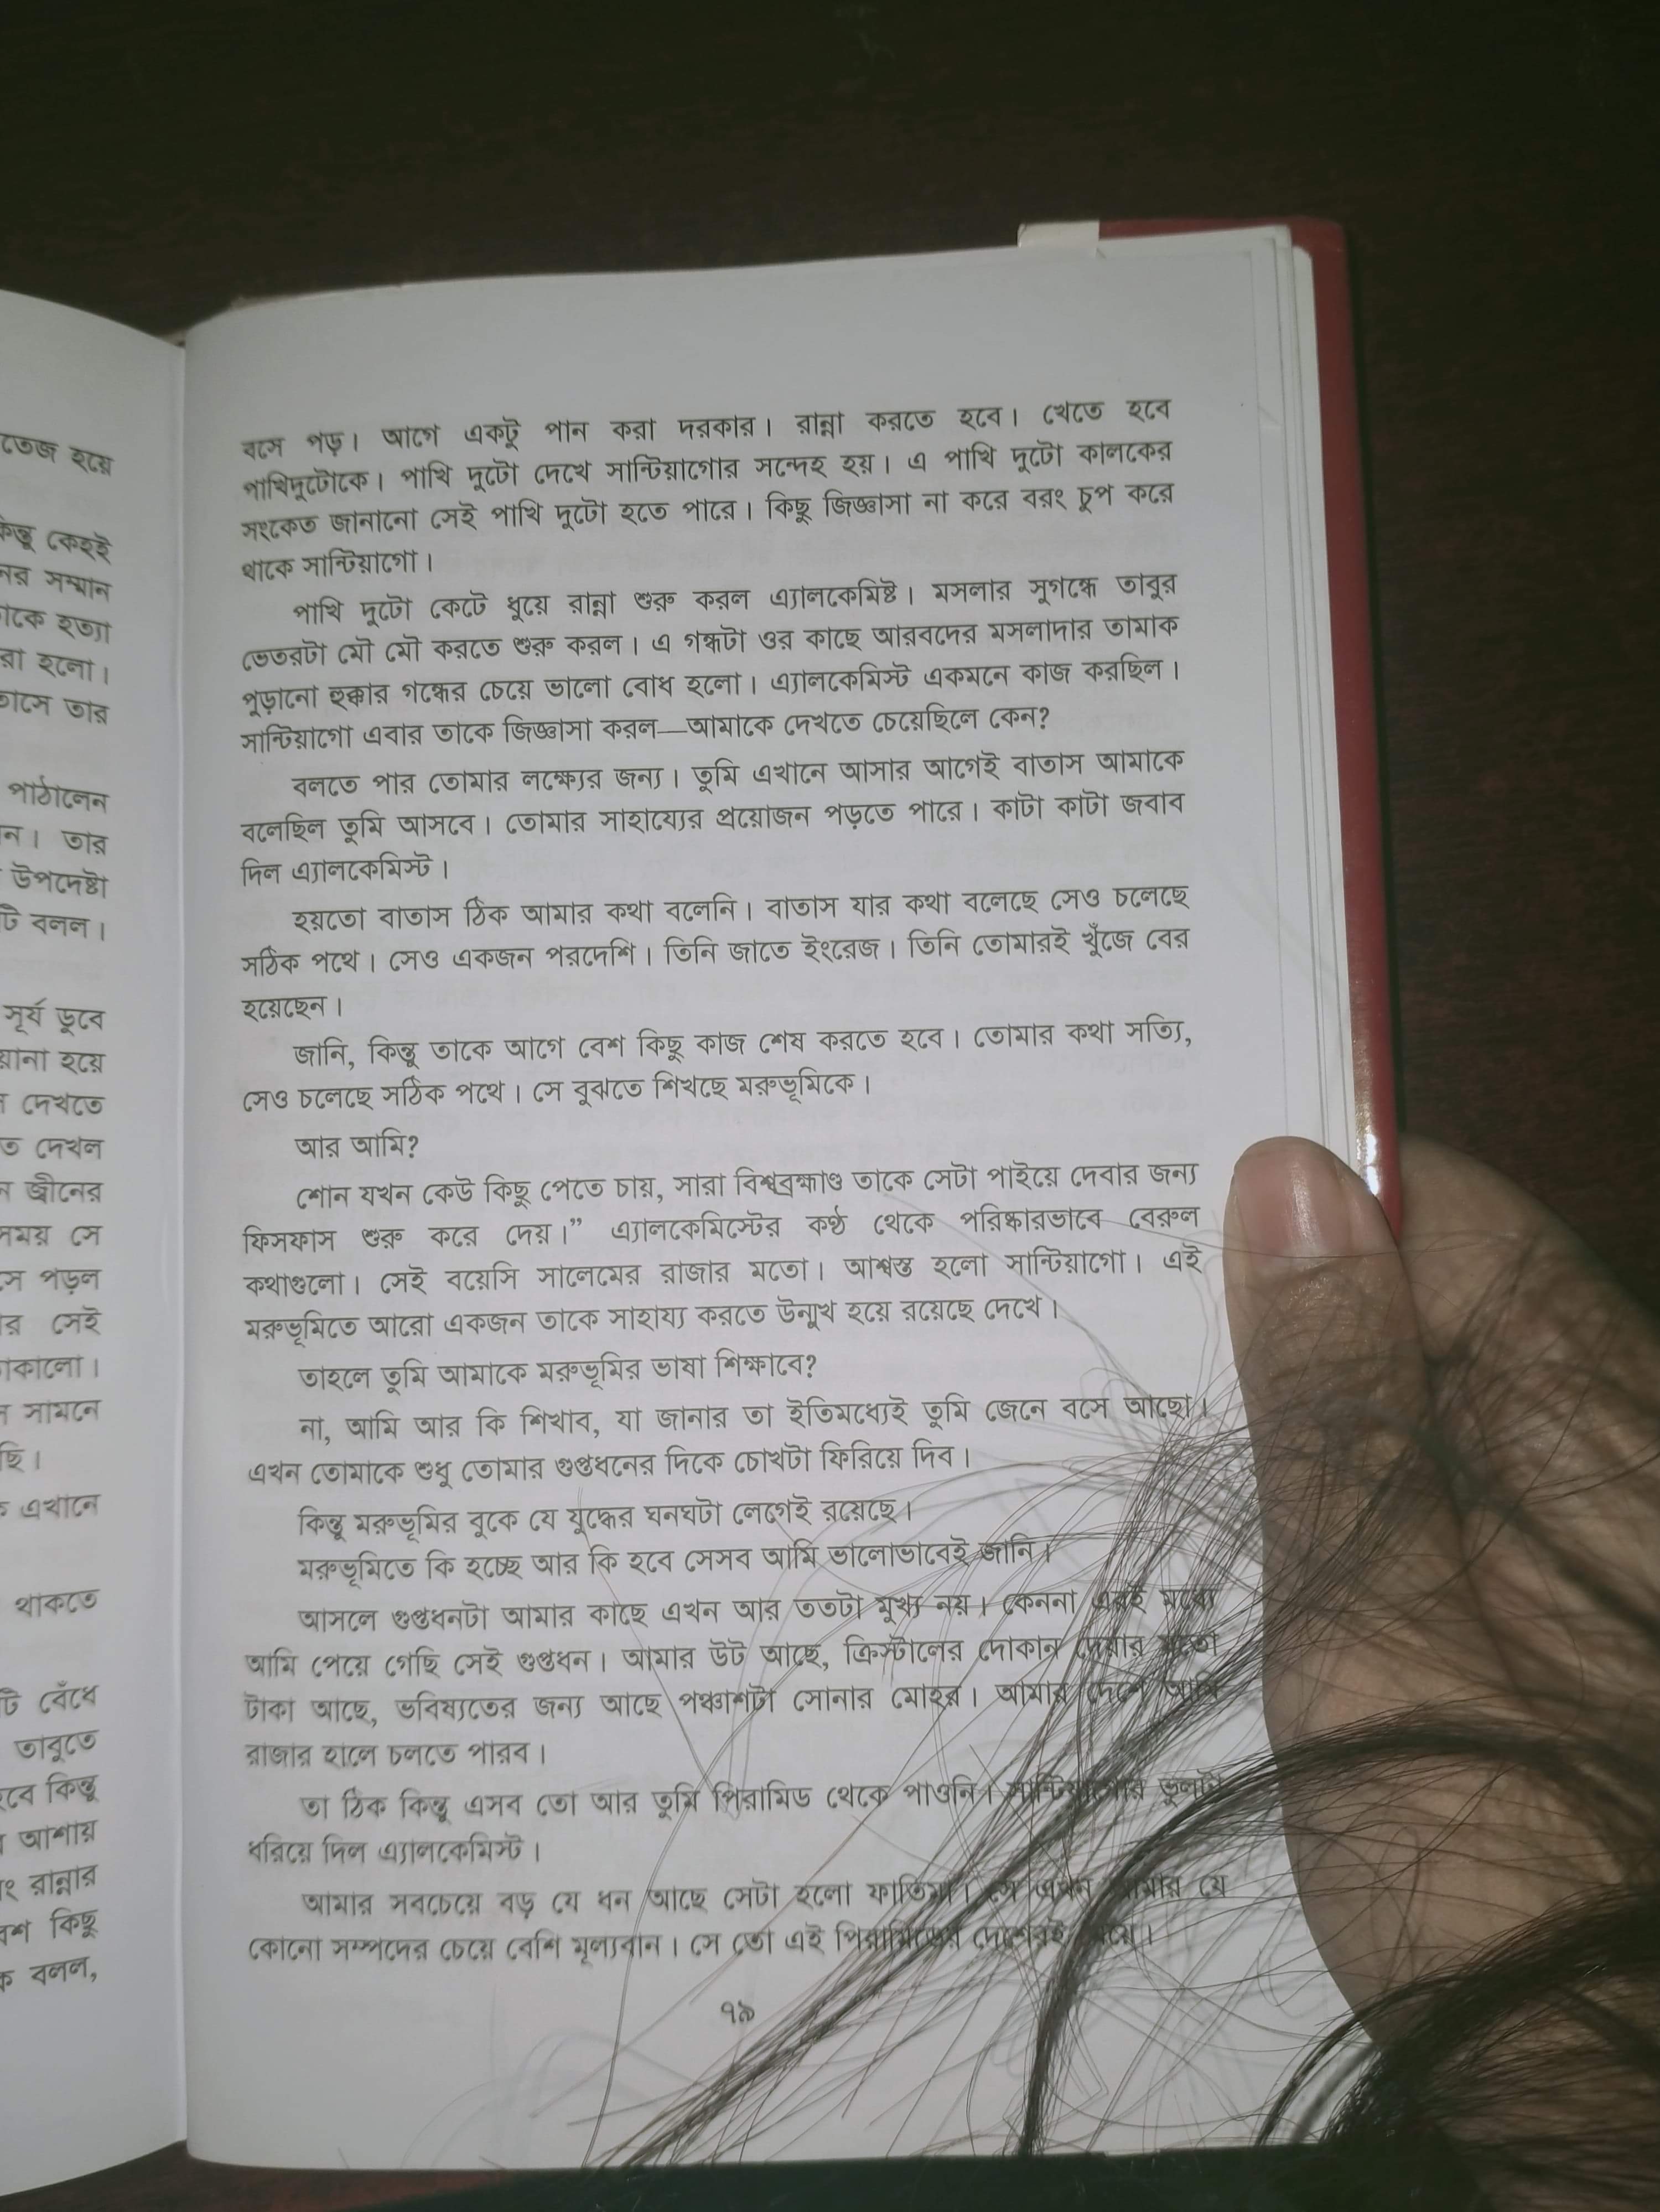 তেজ হয়ে
কেহই
সম্মান
হত্যা
হলো।
তার
পাঠালেন
তার
উপদেষ্টা
বলল।
সূর্য ডুবে
হয়ে
দেখতে
দেখল
জ্বীনের
সে
পড়ল
সেই
সামনে
এখানে
থাকতে
বেঁধে
তাবুতে
কিন্তু
আশায়
রান্নার
কিছু
বলল,
বসে পড়। আগে একটু পান করা দরকার। রান্না করতে হবে। খেতে হবে
পাখিদুটোকে। পাখি দুটো দেখে সান্টিয়াগোর সন্দেহ হয়। এ পাখি দুটো কালকের
সংকেত জানানো সেই পাখি দুটো হতে পারে। কিছু জিজ্ঞাসা না করে বরং চুপ করে
থাকে সান্টিয়াগো।
পাখি দুটো কেটে ধুয়ে রান্না শুরু করল এ্যালকেমিষ্ট। মসলার সুগন্ধে তাবুর
ভেতরটা মৌ মৌ করতে শুরু করল। এ গন্ধটা ওর কাছে আরবদের মসলাদার তামাক
পুড়ানো হুক্কার গন্ধের চেয়ে ভালো বোধ হলো। এ্যালকেমিস্ট একমনে কাজ করছিল।
সান্টিয়াগো এবার তাকে জিজ্ঞাসা করল—আমাকে দেখতে চেয়েছিলে কেন?
বলতে পার তোমার লক্ষ্যের জন্য। তুমি এখানে আসার আগেই বাতাস আমাকে
বলেছিল তুমি আসবে। তোমার সাহায্যের প্রয়োজন পড়তে পারে। কাটা কাটা জবাব
দিল এ্যালকেমিস্ট।
হয়তো বাতাস ঠিক আমার কথা বলেনি। বাতাস যার কথা বলেছে সেও চলেছে
সঠিক পথে। সেও একজন পরদেশি। তিনি জাতে ইংরেজ। তিনি তোমারই খুঁজে বের
হয়েছেন।
জানি, কিন্তু তাকে আগে বেশ কিছু কাজ শেষ করতে হবে। তোমার কথা সত্যি,
সেও চলেছে সঠিক পথে। সে বুঝতে শিখছে মরুভূমিকে।
আর আমি?
শোন যখন কেউ কিছু পেতে চায়, সারা বিশ্বব্রহ্মাণ্ড তাকে সেটা পাইয়ে দেবার জন্য
ফিসফাস শুরু করে দেয়।” এ্যালকেমিস্টের কণ্ঠ থেকে পরিষ্কারভাবে বেরুল
কথাগুলো। সেই বয়েসি সালেমের রাজার মতো। আশ্বস্ত হলো সান্টিয়াগো। এই
মরুভূমিতে আরো একজন তাকে সাহায্য করতে উন্মুখ হয়ে রয়েছে দেখে।
তাহলে তুমি আমাকে মরুভূমির ভাষা শিক্ষাবে?
না, আমি আর কি শিখাব, যা জানার তা ইতিমধ্যেই তুমি জেনে বসে আছো।
এখন তোমাকে শুধু তোমার গুপ্তধনের দিকে চোখটা ফিরিয়ে দিব।
কিন্তু মরুভূমির বুকে যে যুদ্ধের ঘনঘটা লেগেই রয়েছে।
মরুভূমিতে কি হচ্ছে আর কি হবে সেসব আমি ভালোভাবেই জানি।
আসলে গুপ্তধনটা আমার কাছে এখন আর ততটা মুখ্য নয়। কেননা এরই মধ্যে
আমি পেয়ে গেছি সেই গুপ্তধন। আমার উট আছে, ক্রিস্টালের দোকান দেয়ার মতো
টাকা আছে, ভবিষ্যতের জন্য আছে পঞ্চাশটা সোনার মোহর। আমার দেশে আমি
রাজার হালে চলতে পারব।
তা ঠিক কিন্তু এসব তো আর তুমি পিরামিড থেকে পাওনি। সান্টিয়াগোর ভুলটা
ধরিয়ে দিল এ্যালকেমিস্ট।
আমার সবচেয়ে বড় যে ধন আছে সেটা হলো ফাতিমা। সে এখন আমার যে
কোনো সম্পদের চেয়ে বেশি মূল্যবান। সে তো এই পিরামিডের দেশেরই মেয়ে।
৭৯